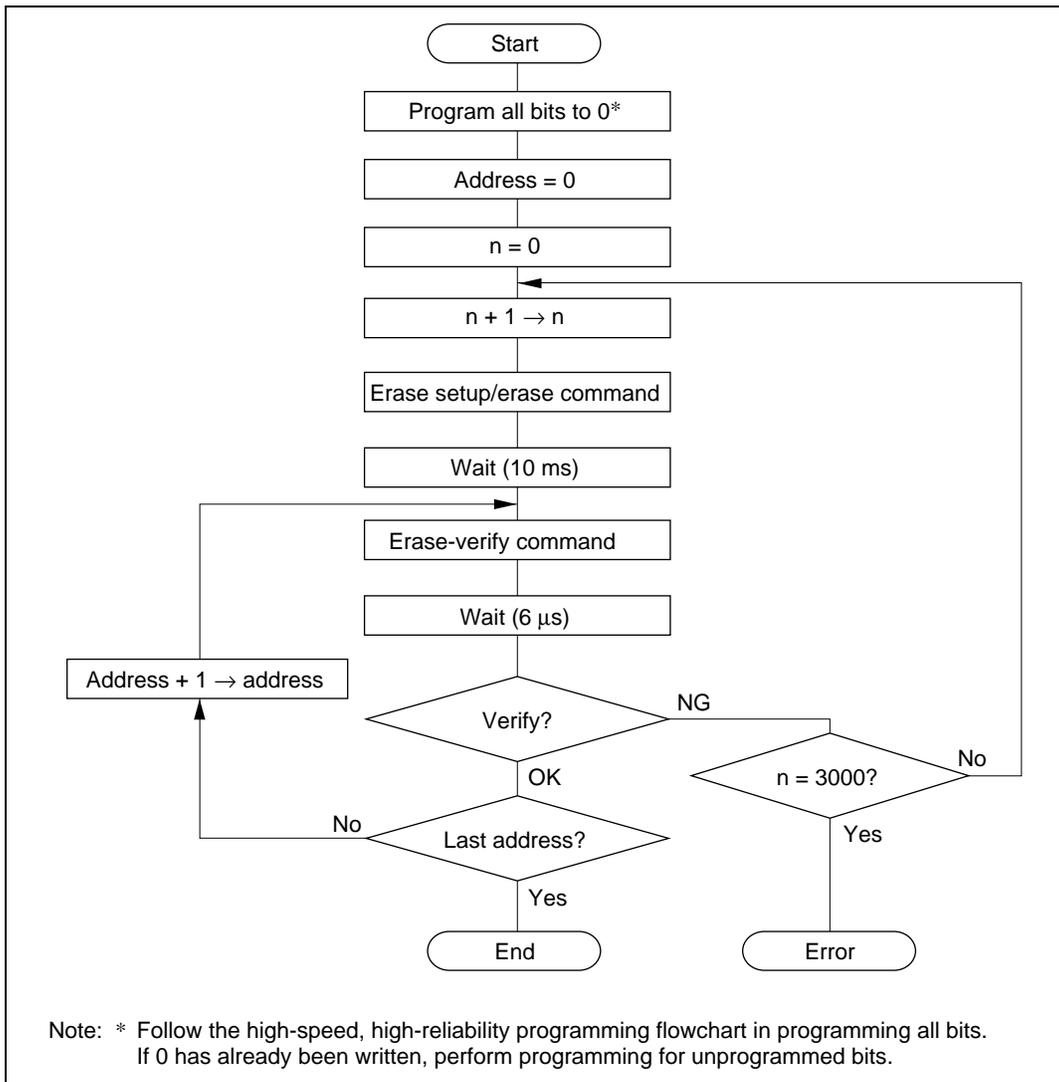 Start
Program all bits to 0*
Address = 0
n = 0
n + 1 → n
Erase setup/erase command
Wait (10 ms)
Erase-verify command
Wait (6 μs)
Address + 1 → address
Verify?
NG
OK
n = 3000?
No
Yes
No
Last address?
Yes
End
Error
Note: * Follow the high-speed, high-reliability programming flowchart in programming all bits.
If 0 has already been written, perform programming for unprogrammed bits.